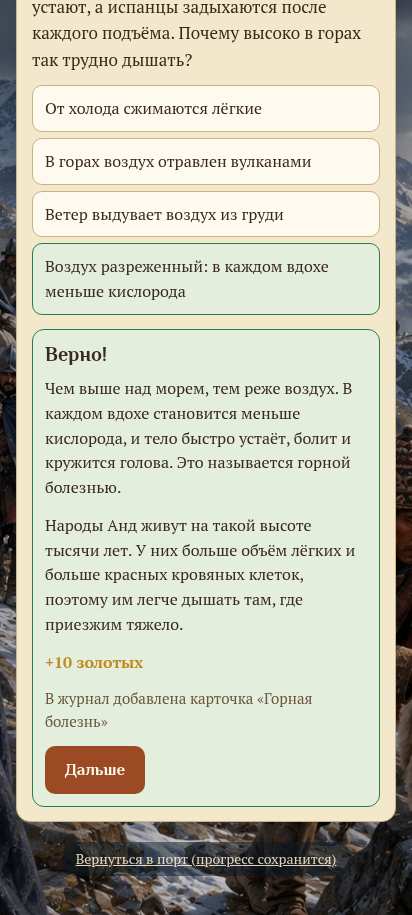 устают, а испанцы задыхаются после
каждого подъёма. Почему высоко в горах
так трудно дышать?
От холода сжимаются лёгкие
В горах воздух отравлен вулканами
Ветер выдувает воздух из груди
Воздух разреженный: в каждом вдохе
меньше кислорода
Верно!
Чем выше над морем, тем реже воздух. В
каждом вдохе становится меньше
кислорода, и тело быстро устаёт, болит и
кружится голова. Это называется горной
болезнью.
Народы Анд живут на такой высоте
тысячи лет. У них больше объём лёгких и
больше красных кровяных клеток,
поэтому им легче дышать там, где
приезжим тяжело.
+10 золотых
В журнал добавлена карточка «Горная
болезнь»
Дальше
Вернуться в порт (прогресс сохранится)